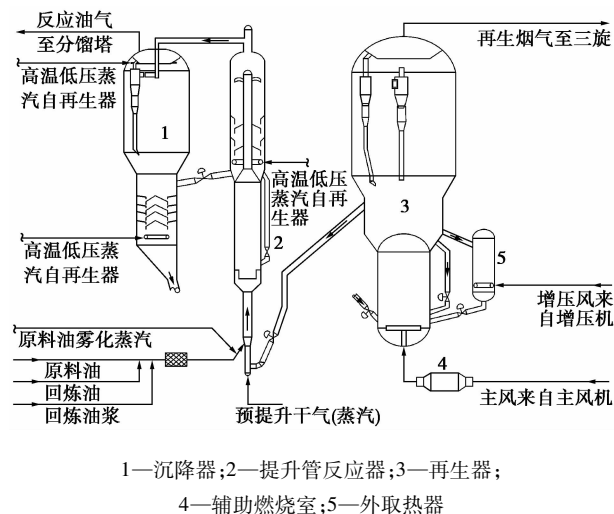 反应油气
至分馏塔
高温低压蒸
汽自再生器
1
高温低压蒸
汽自再生器
高温低压
蒸汽自再
生器
2
再生烟气至三旋
3
5
增压风来
自增压机
4
主风来自主风机
原料油雾化蒸汽
原料油
回炼油
回炼油浆
预提升干气(蒸汽)
1—沉降器;2—提升管反应器;3—再生器;
4—辅助燃烧室;5—外取热器